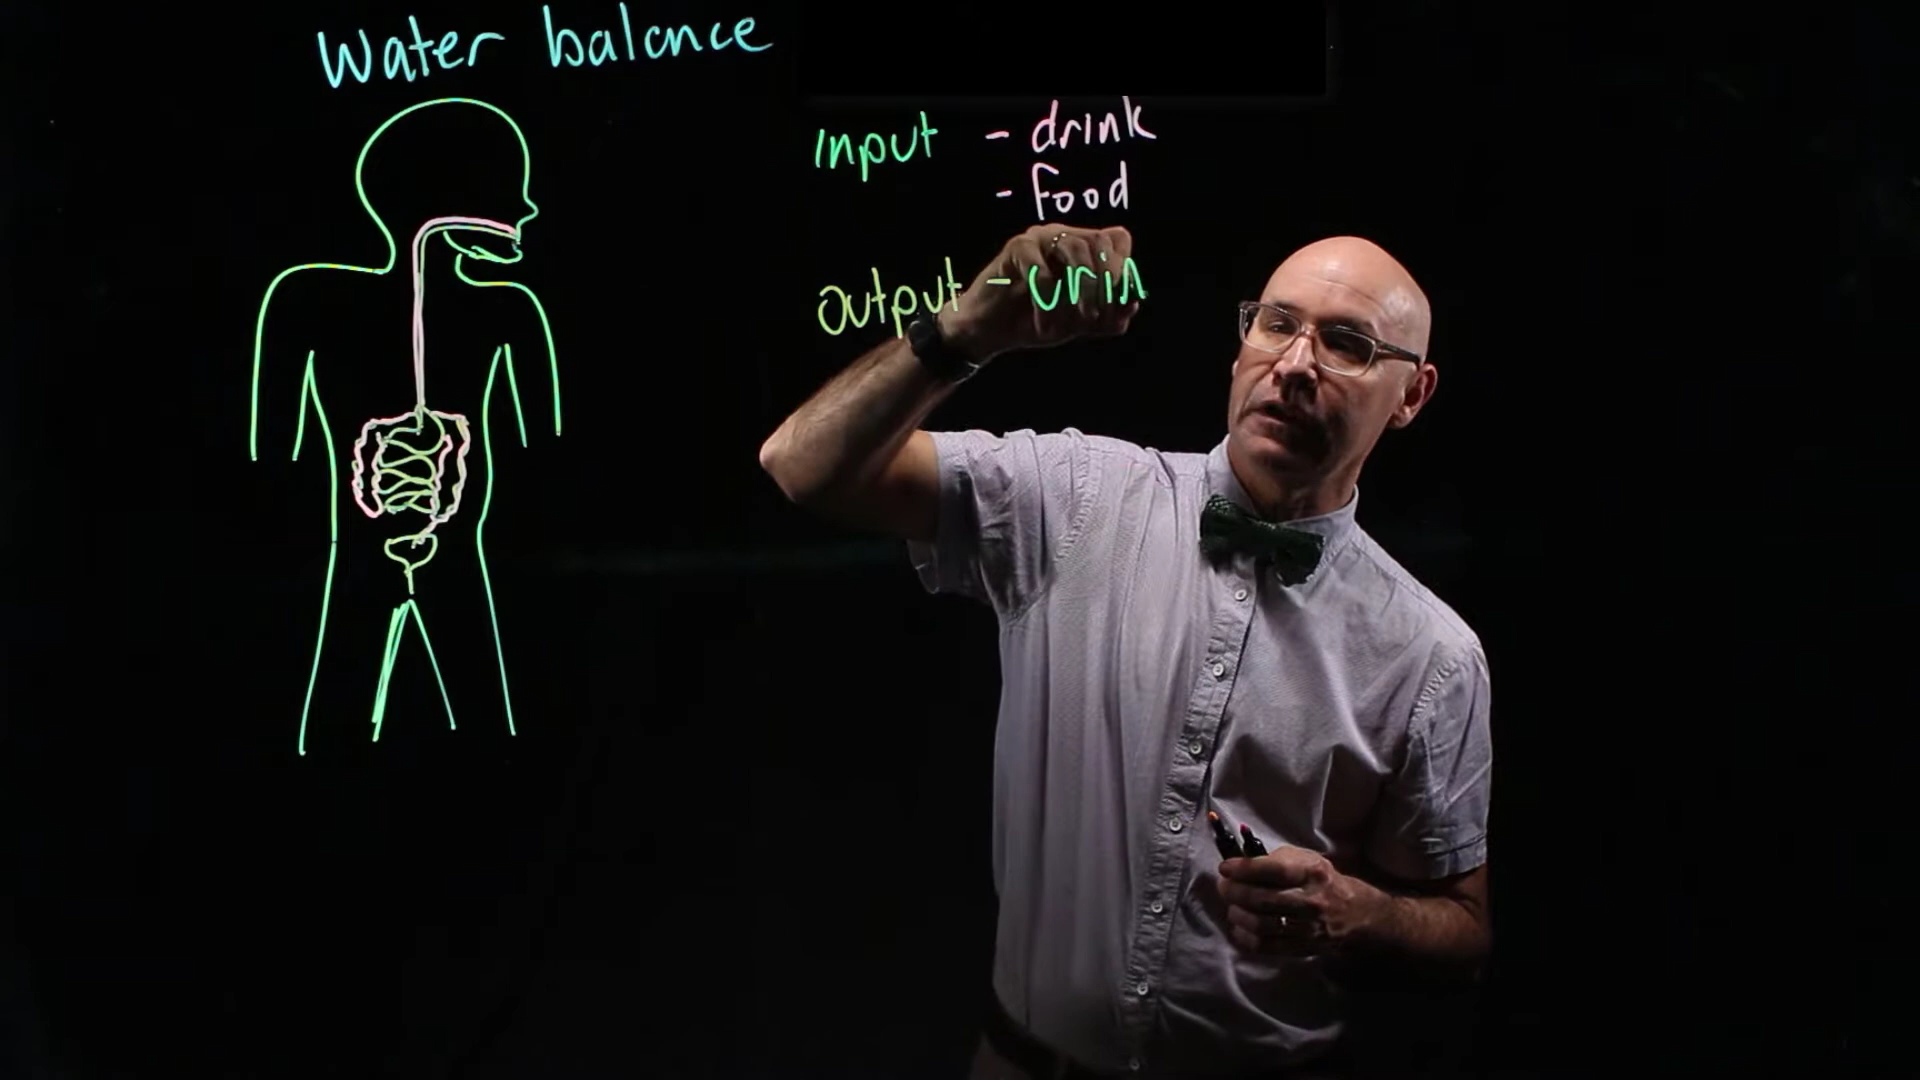 Water balance
input - drink
- food
output - urin